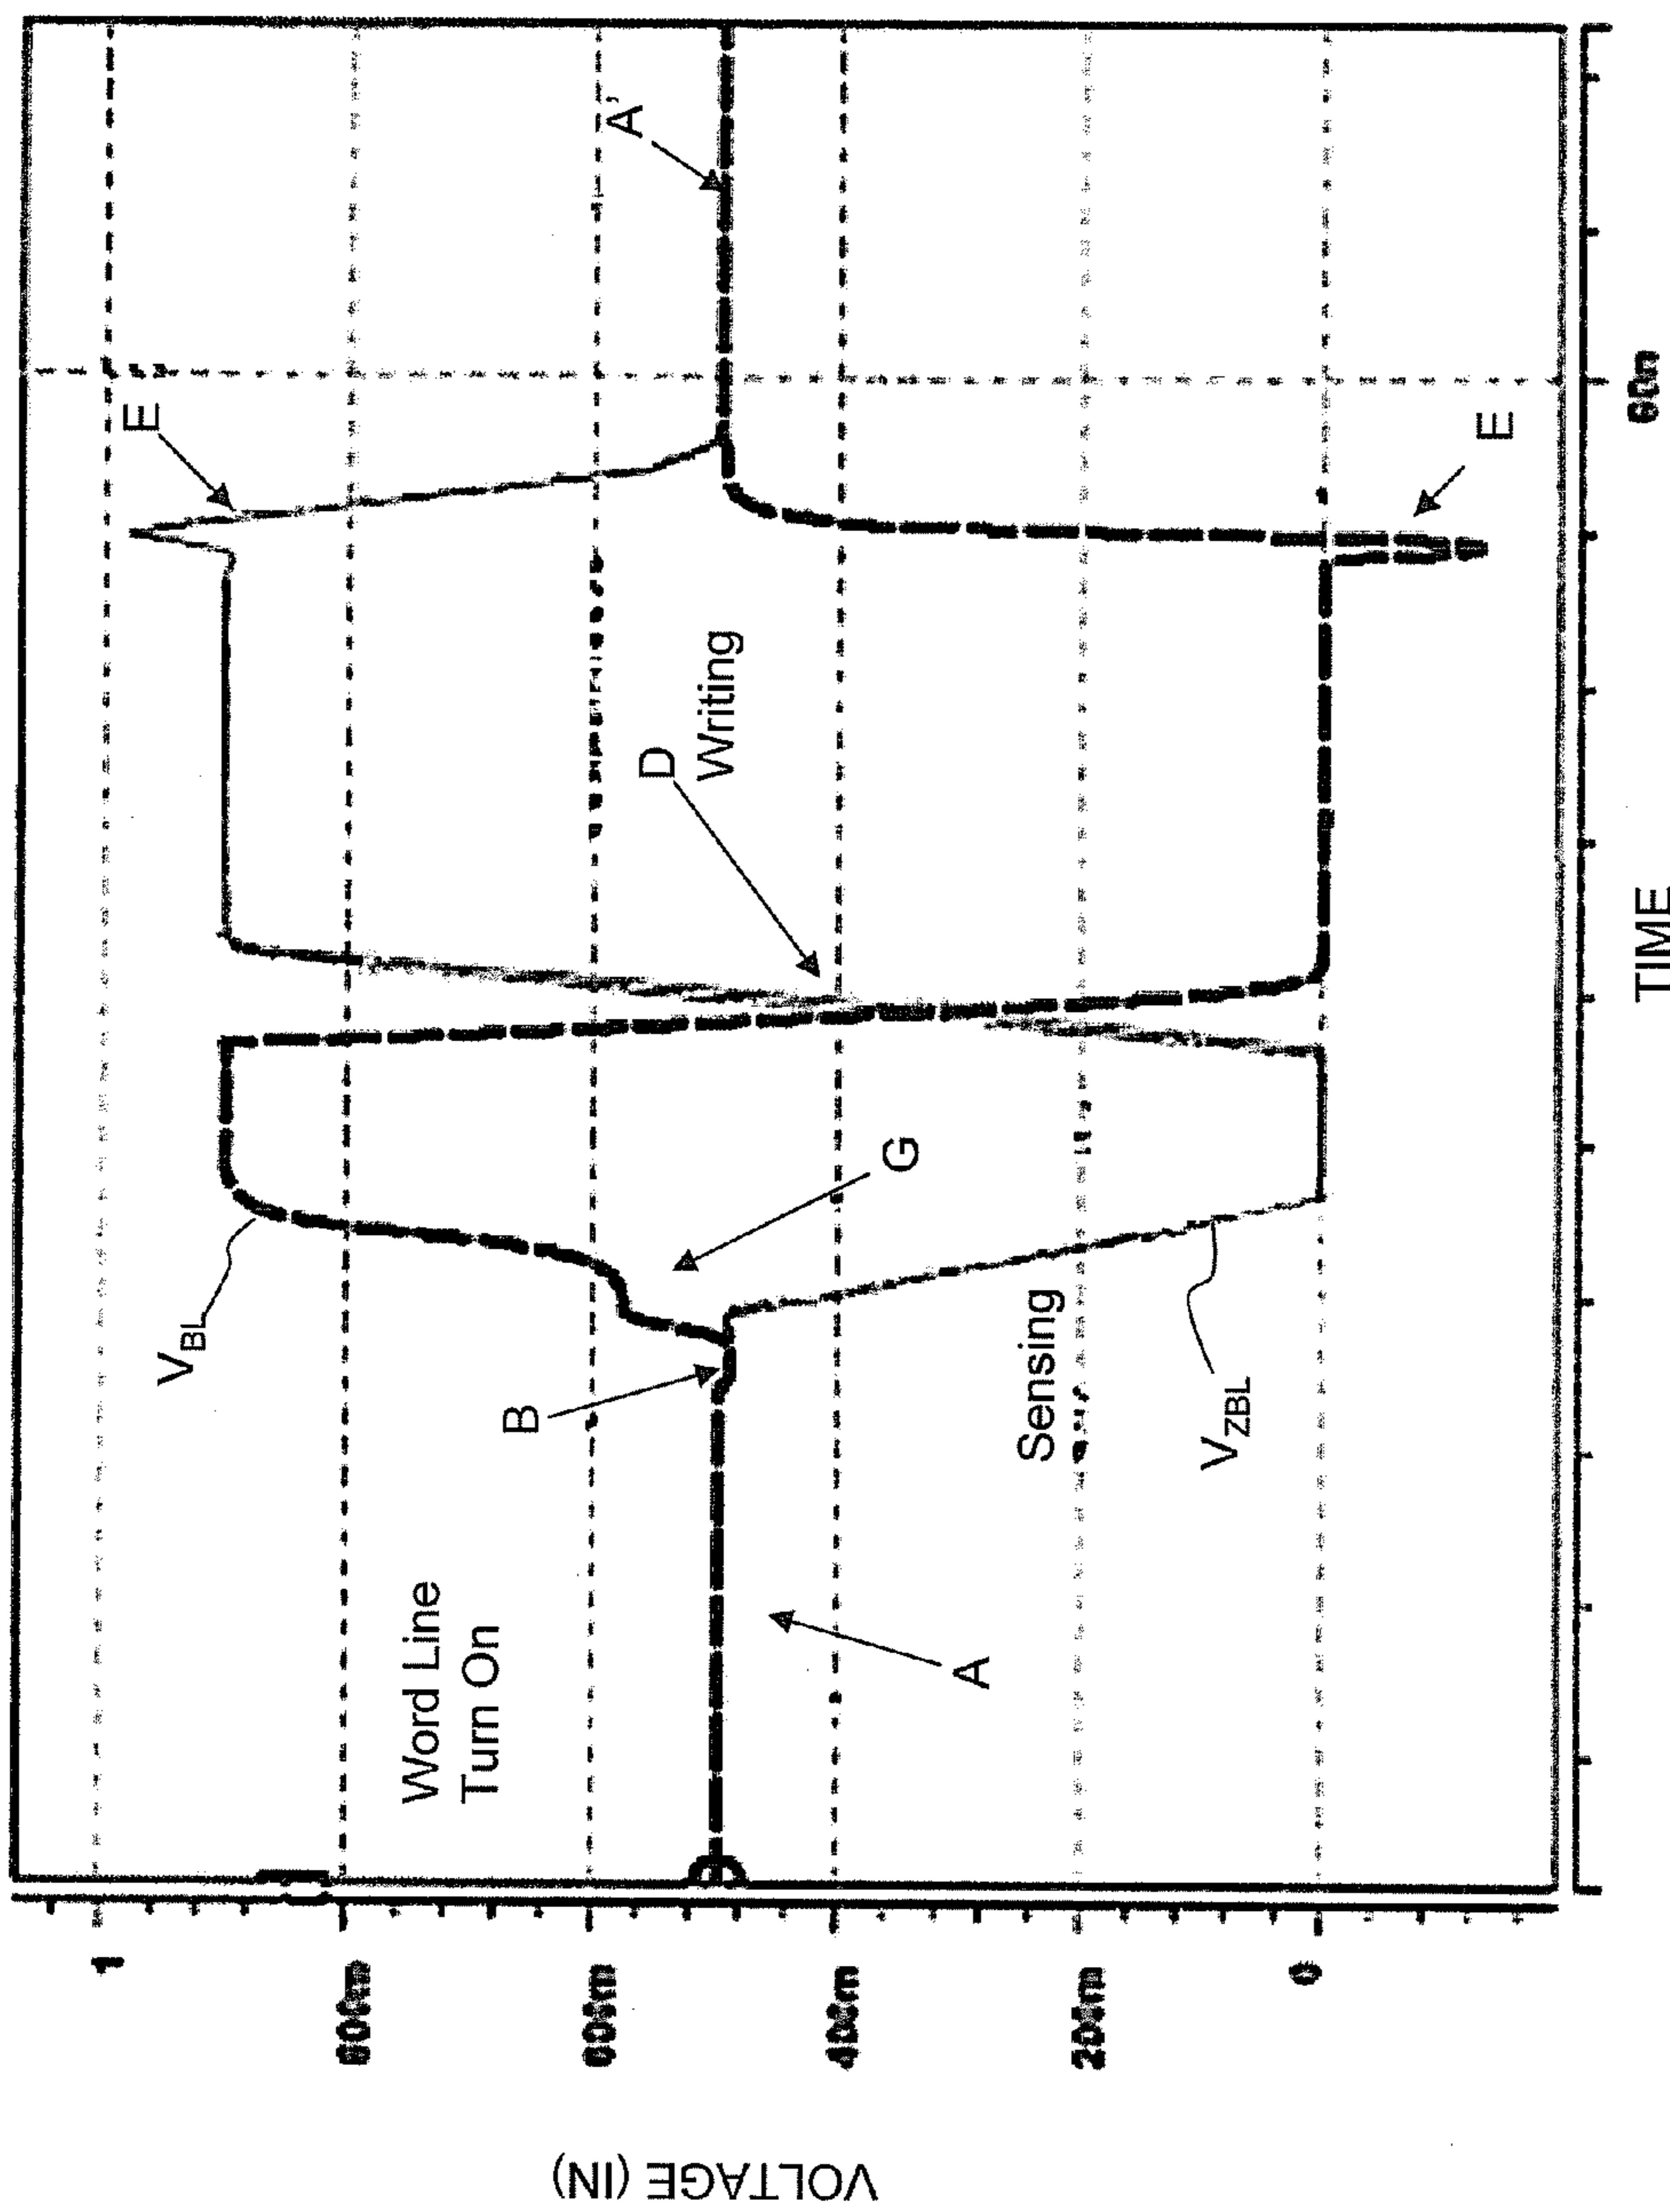 VOLTAGE (IN)
1
800m
600m
400m
200m
0
Word Line
Turn On
A
B
V_BL
G
Sensing
V_ZBL
D
Writing
E
E
A'
60n
TIME